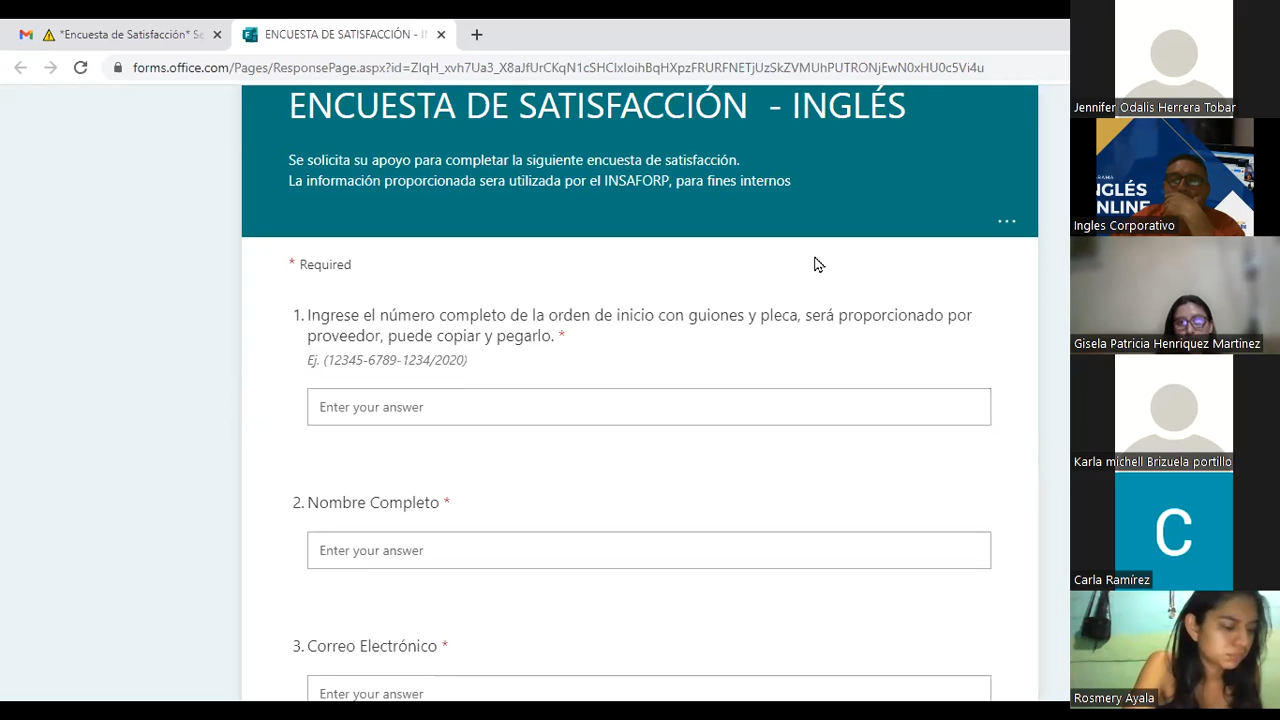 *Encuesta de Satisfacción* Se
ENCUESTA DE SATISFACCIÓN - I
forms.office.com/Pages/ResponsePage.aspx?id=ZIqH_xvh7Ua3_X8aJfUrCKqN1cSHClxIoihBqHXpzFRURFNETjUzSkZVMUhPUTRONjEwN0xHU0c5Vi4u
ENCUESTA DE SATISFACCIÓN - INGLÉS
Se solicita su apoyo para completar la siguiente encuesta de satisfacción.
La información proporcionada sera utilizada por el INSAFORP, para fines internos
...
* Required
1. Ingrese el número completo de la orden de inicio con guiones y pleca, será proporcionado por
proveedor, puede copiar y pegarlo. *
Ej. (12345-6789-1234/2020)
Enter your answer
2. Nombre Completo *
Enter your answer
3. Correo Electrónico *
Enter your answer
Jennifer Odalis Herrera Tobar
NGLÉS
NLINE
Ingles Corporativo
Gisela Patricia Henriquez Martinez
Karla michell Brizuela portillo
C
Carla Ramírez
Rosmery Ayala